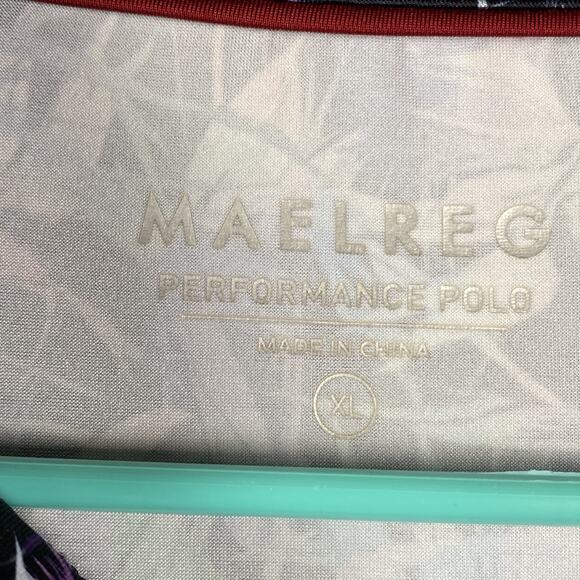 MAELREG
PERFORMANCE POLO
MADE IN CHINA
XL